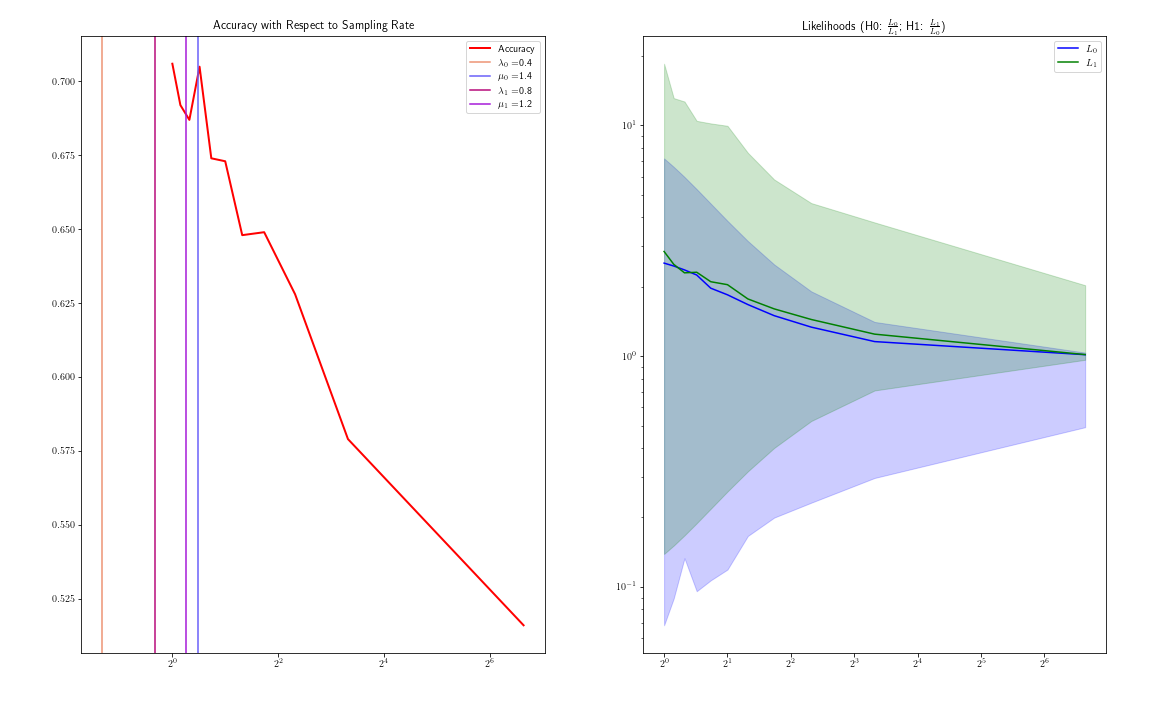 Accuracy with Respect to Sampling Rate
Accuracy
λ₀ =0.4
μ₀ =1.4
λ₁ =0.8
μ₁ =1.2
0.700
0.675
0.650
0.625
0.600
0.575
0.550
0.525
2⁰ 2² 2⁴ 2⁶
Likelihoods (H0: L₀/L₁; H1: L₁/L₀)
L₀
L₁
10¹
10⁰
10⁻¹
2⁰ 2¹ 2² 2³ 2⁴ 2⁵ 2⁶